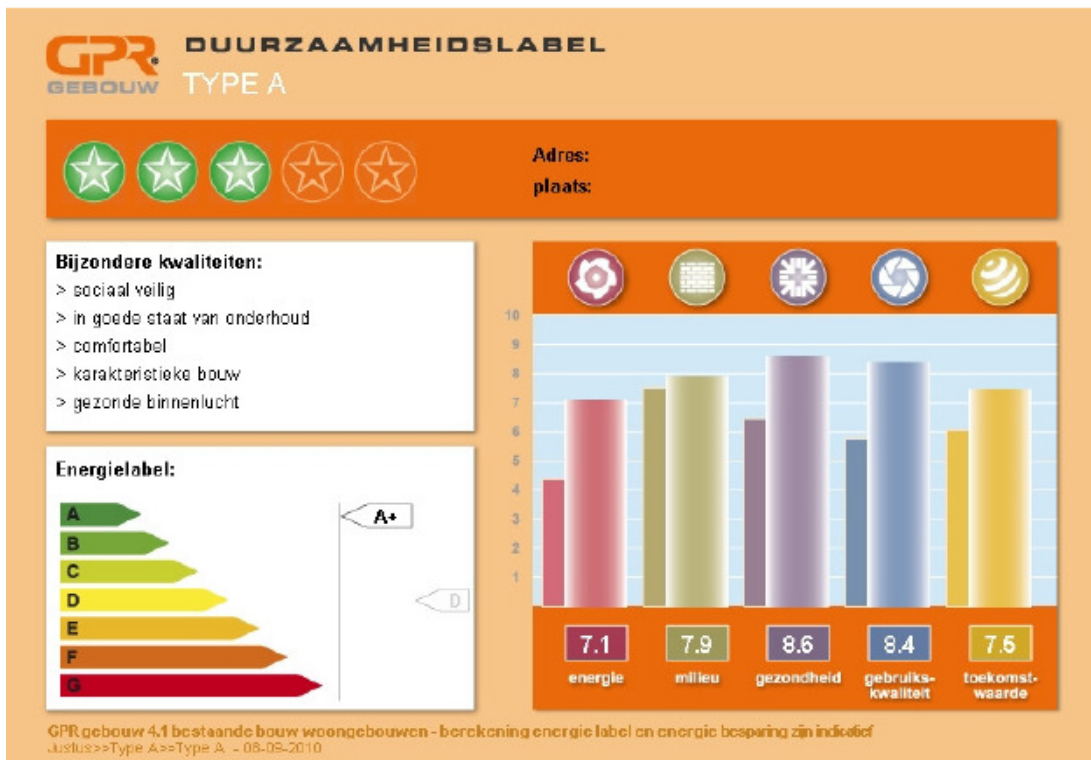 GPR
GEBOUW
DUURZAAMHEIDSLABEL
TYPE A
Adres:
plaats:
Bijzondere kwaliteiten:
> sociaal veilig
> in goede staat van onderhoud
> comfortabel
> karakteristieke bouw
> gezonde binnenlucht
Energielabel:
A
B
C
D
E
F
G
A+
D
10
9
8
7
6
5
4
3
2
1
7.1
7.9
8.6
8.4
7.5
energie
milieu
gezondheid
gebruiks-
kwaliteit
toekomst-
waarde
GPR gebouw 4.1 bestaande bouw woongebouwen - berekening energie label en energie besparing zijn indicatief
Justus>>Type A>>Type A - 08-09-2010